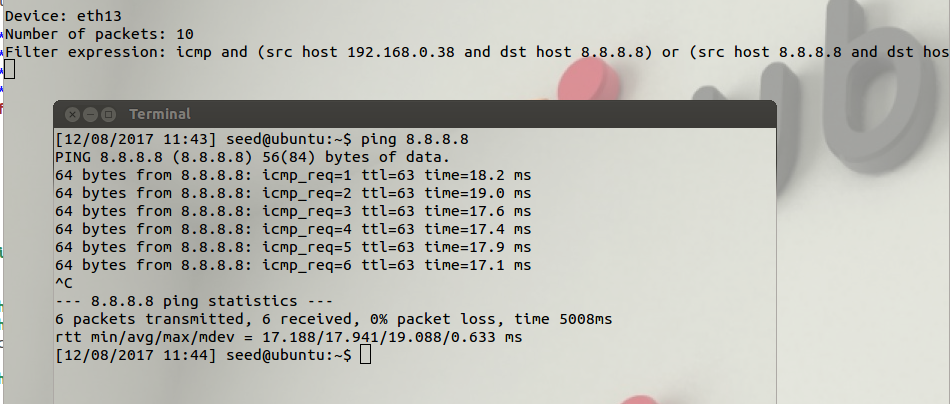 Device: eth13
Number of packets: 10
Filter expression: icmp and (src host 192.168.0.38 and dst host 8.8.8.8) or (src host 8.8.8.8 and dst hos
Terminal
[12/08/2017 11:43] seed@ubuntu:~$ ping 8.8.8.8
PING 8.8.8.8 (8.8.8.8) 56(84) bytes of data.
64 bytes from 8.8.8.8: icmp_req=1 ttl=63 time=18.2 ms
64 bytes from 8.8.8.8: icmp_req=2 ttl=63 time=19.0 ms
64 bytes from 8.8.8.8: icmp_req=3 ttl=63 time=17.6 ms
64 bytes from 8.8.8.8: icmp_req=4 ttl=63 time=17.4 ms
64 bytes from 8.8.8.8: icmp_req=5 ttl=63 time=17.9 ms
64 bytes from 8.8.8.8: icmp_req=6 ttl=63 time=17.1 ms
^C
--- 8.8.8.8 ping statistics ---
6 packets transmitted, 6 received, 0% packet loss, time 5008ms
rtt min/avg/max/mdev = 17.188/17.941/19.088/0.633 ms
[12/08/2017 11:44] seed@ubuntu:~$